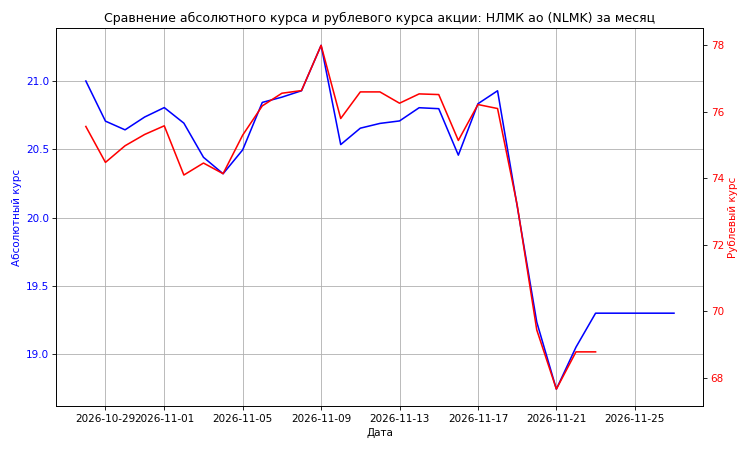 Сравнение абсолютного курса и рублевого курса акции: НЛМК ао (NLMK) за месяц
21.0
20.5
20.0
19.5
19.0
Абсолютный курс
78
76
74
72
70
68
Рублевый курс
2026-10-29 2026-11-01 2026-11-05 2026-11-09 2026-11-13 2026-11-17 2026-11-21 2026-11-25
Дата